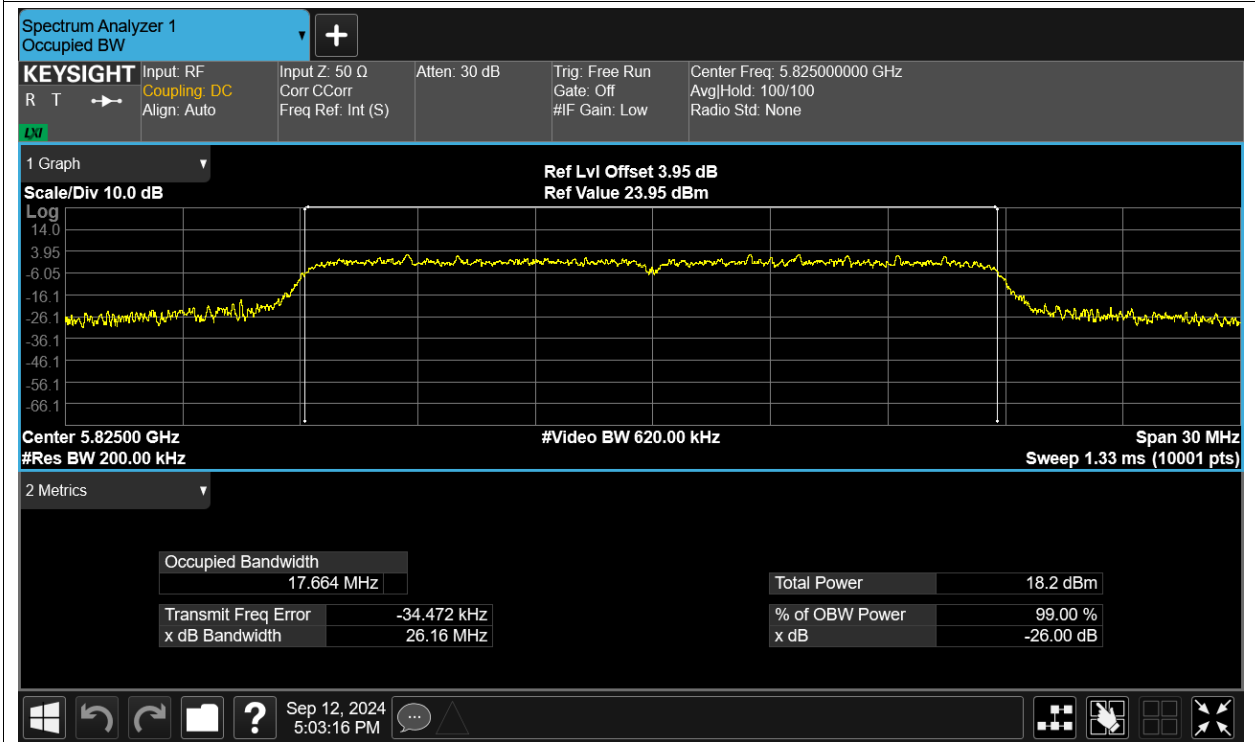 Spectrum Analyzer 1
Occupied BW
KEYSIGHT
R T
LXI
Input: RF
Coupling: DC
Align: Auto
Input Z: 50 Ω
Corr CCorr
Freq Ref: Int (S)
Atten: 30 dB
Trig: Free Run
Gate: Off
#IF Gain: Low
Center Freq: 5.825000000 GHz
Avg|Hold: 100/100
Radio Std: None
1 Graph
Scale/Div 10.0 dB
Ref Lvl Offset 3.95 dB
Ref Value 23.95 dBm
Log
14.0
3.95
-6.05
-16.1
-26.1
-36.1
-46.1
-56.1
-66.1
Center 5.82500 GHz
#Video BW 620.00 kHz
Span 30 MHz
#Res BW 200.00 kHz
Sweep 1.33 ms (10001 pts)
2 Metrics
Occupied Bandwidth
17.664 MHz
Transmit Freq Error -34.472 kHz
x dB Bandwidth 26.16 MHz
Total Power 18.2 dBm
% of OBW Power 99.00 %
x dB -26.00 dB
Sep 12, 2024
5:03:16 PM